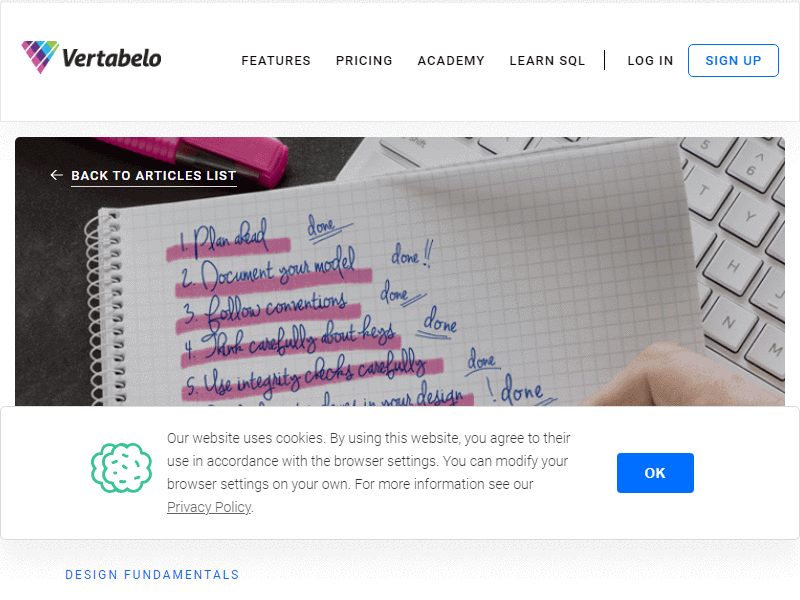 Vertabelo
FEATURES PRICING ACADEMY LEARN SQL LOG IN SIGN UP
← BACK TO ARTICLES LIST
shift
1. Plan ahead done
2. Document your model done!!
3. Follow conventions done
4. Think carefully about keys done
5. Use integrity checks carefully done
in your design ! done
5 6
T Y
H J
N M
Our website uses cookies. By using this website, you agree to their
use in accordance with the browser settings. You can modify your
browser settings on your own. For more information see our
Privacy Policy.
OK
DESIGN FUNDAMENTALS